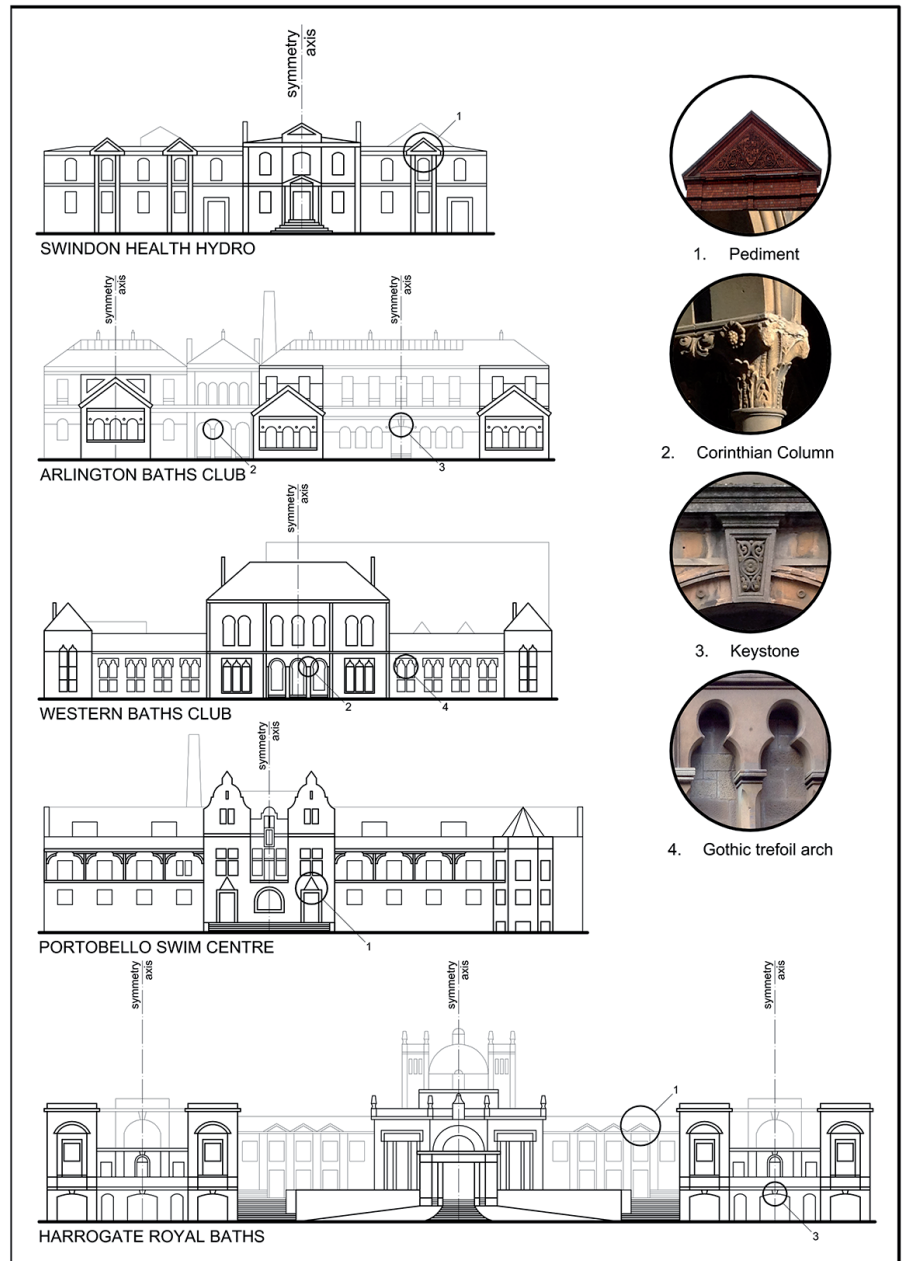 symmetry
axis
1
SWINDON HEALTH HYDRO
1. Pediment
symmetry
axis
symmetry
axis
2
3
ARLINGTON BATHS CLUB
2. Corinthian Column
symmetry
axis
2
4
WESTERN BATHS CLUB
3. Keystone
symmetry
axis
1
PORTOBELLO SWIM CENTRE
4. Gothic trefoil arch
symmetry
axis
symmetry
axis
symmetry
axis
1
3
HARROGATE ROYAL BATHS